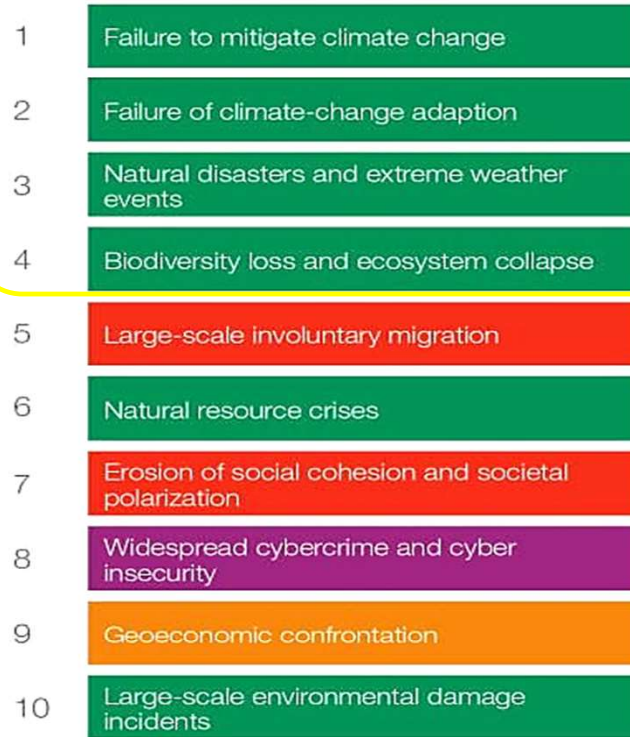 1 Failure to mitigate climate change
2 Failure of climate-change adaption
3 Natural disasters and extreme weather
events
4 Biodiversity loss and ecosystem collapse
5 Large-scale involuntary migration
6 Natural resource crises
7 Erosion of social cohesion and societal
polarization
8 Widespread cybercrime and cyber
insecurity
9 Geoeconomic confrontation
10 Large-scale environmental damage
incidents